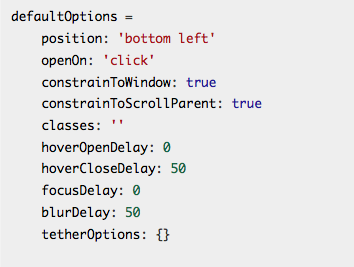 defaultOptions =
    position: 'bottom left'
    openOn: 'click'
    constrainToWindow: true
    constrainToScrollParent: true
    classes: ''
    hoverOpenDelay: 0
    hoverCloseDelay: 50
    focusDelay: 0
    blurDelay: 50
    tetherOptions: {}